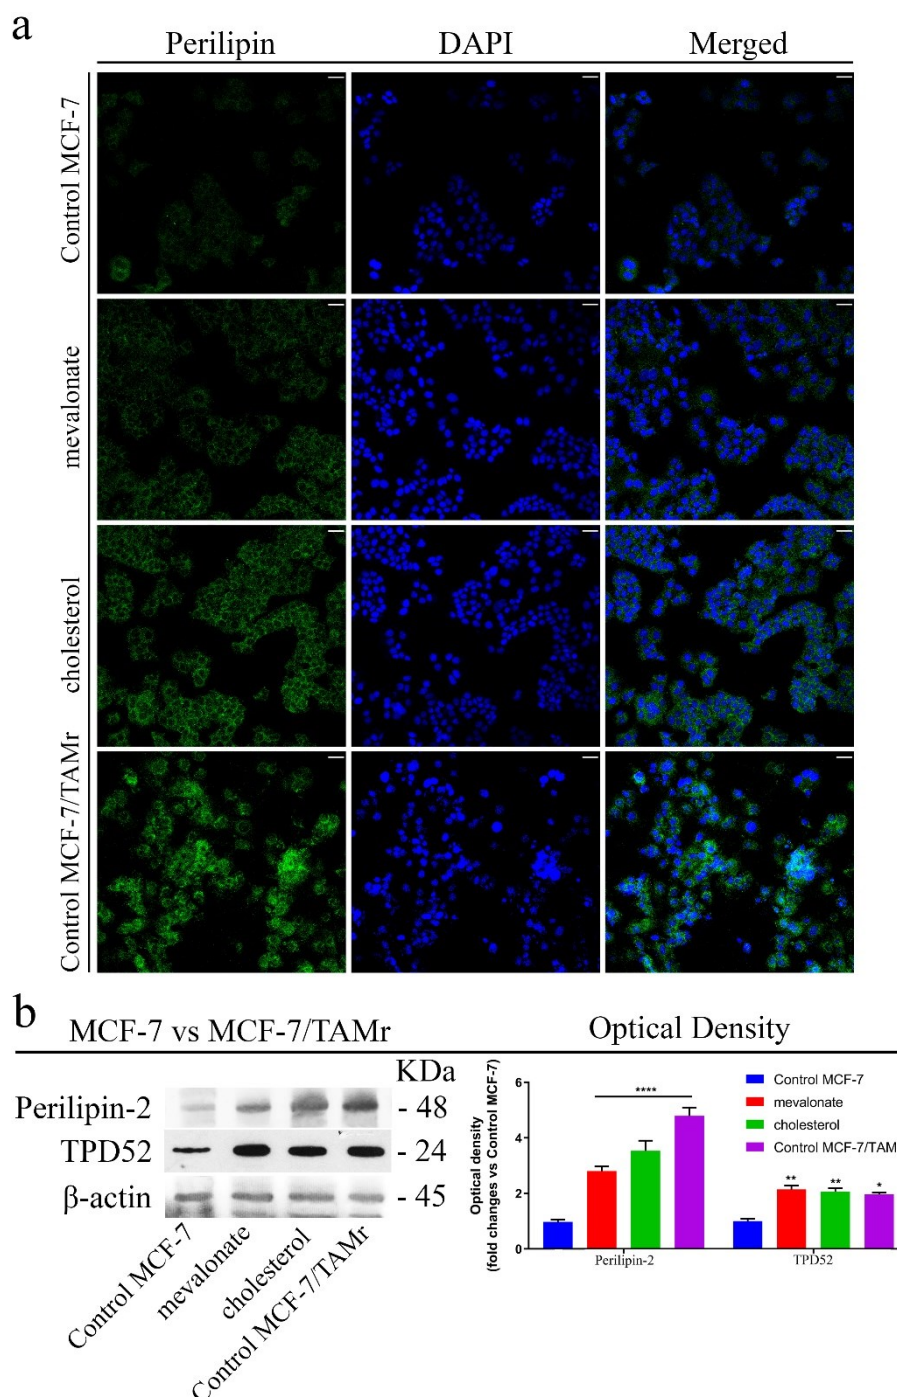 a
Perilipin DAPI Merged
Control MCF-7
mevalonate
cholesterol
Control MCF-7/TAMr
b
MCF-7 vs MCF-7/TAMr
KDa
Perilipin-2 - 48
TPD52 - 24
β-actin - 45
Control MCF-7
mevalonate
cholesterol
Control MCF-7/TAMr
Optical Density
Optical density
(fold changes vs Control MCF-7)
6
4
2
0
****
** ** *
Perilipin-2 TPD52
Control MCF-7
mevalonate
cholesterol
Control MCF-7/TAM